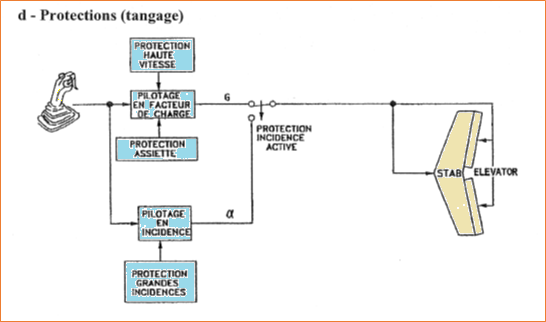 d - Protections (tangage)
PROTECTION
HAUTE
VITESSE
PILOTAGE
EN FACTEUR
DE CHARGE
G
PROTECTION
ASSIETTE
PROTECTION
INCIDENCE
ACTIVE
STAB
ELEVATOR
PILOTAGE
EN
INCIDENCE
α
PROTECTION
GRANDES
INCIDENCES